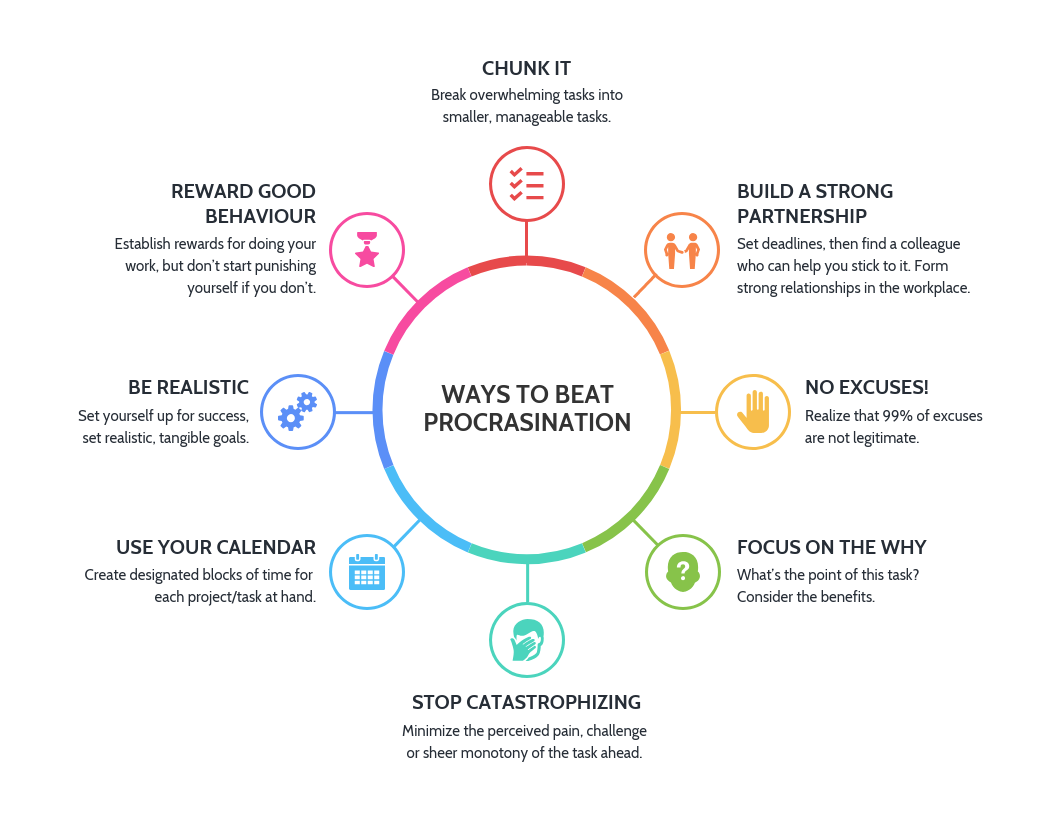 CHUNK IT
Break overwhelming tasks into
smaller, manageable tasks.
REWARD GOOD
BEHAVIOUR
Establish rewards for doing your
work, but don't start punishing
yourself if you don't.
BUILD A STRONG
PARTNERSHIP
Set deadlines, then find a colleague
who can help you stick to it. Form
strong relationships in the workplace.
BE REALISTIC
Set yourself up for success,
set realistic, tangible goals.
WAYS TO BEAT
PROCRASINATION
NO EXCUSES!
Realize that 99% of excuses
are not legitimate.
USE YOUR CALENDAR
Create designated blocks of time for
each project/task at hand.
?
FOCUS ON THE WHY
What's the point of this task?
Consider the benefits.
STOP CATASTROPHIZING
Minimize the perceived pain, challenge
or sheer monotony of the task ahead.